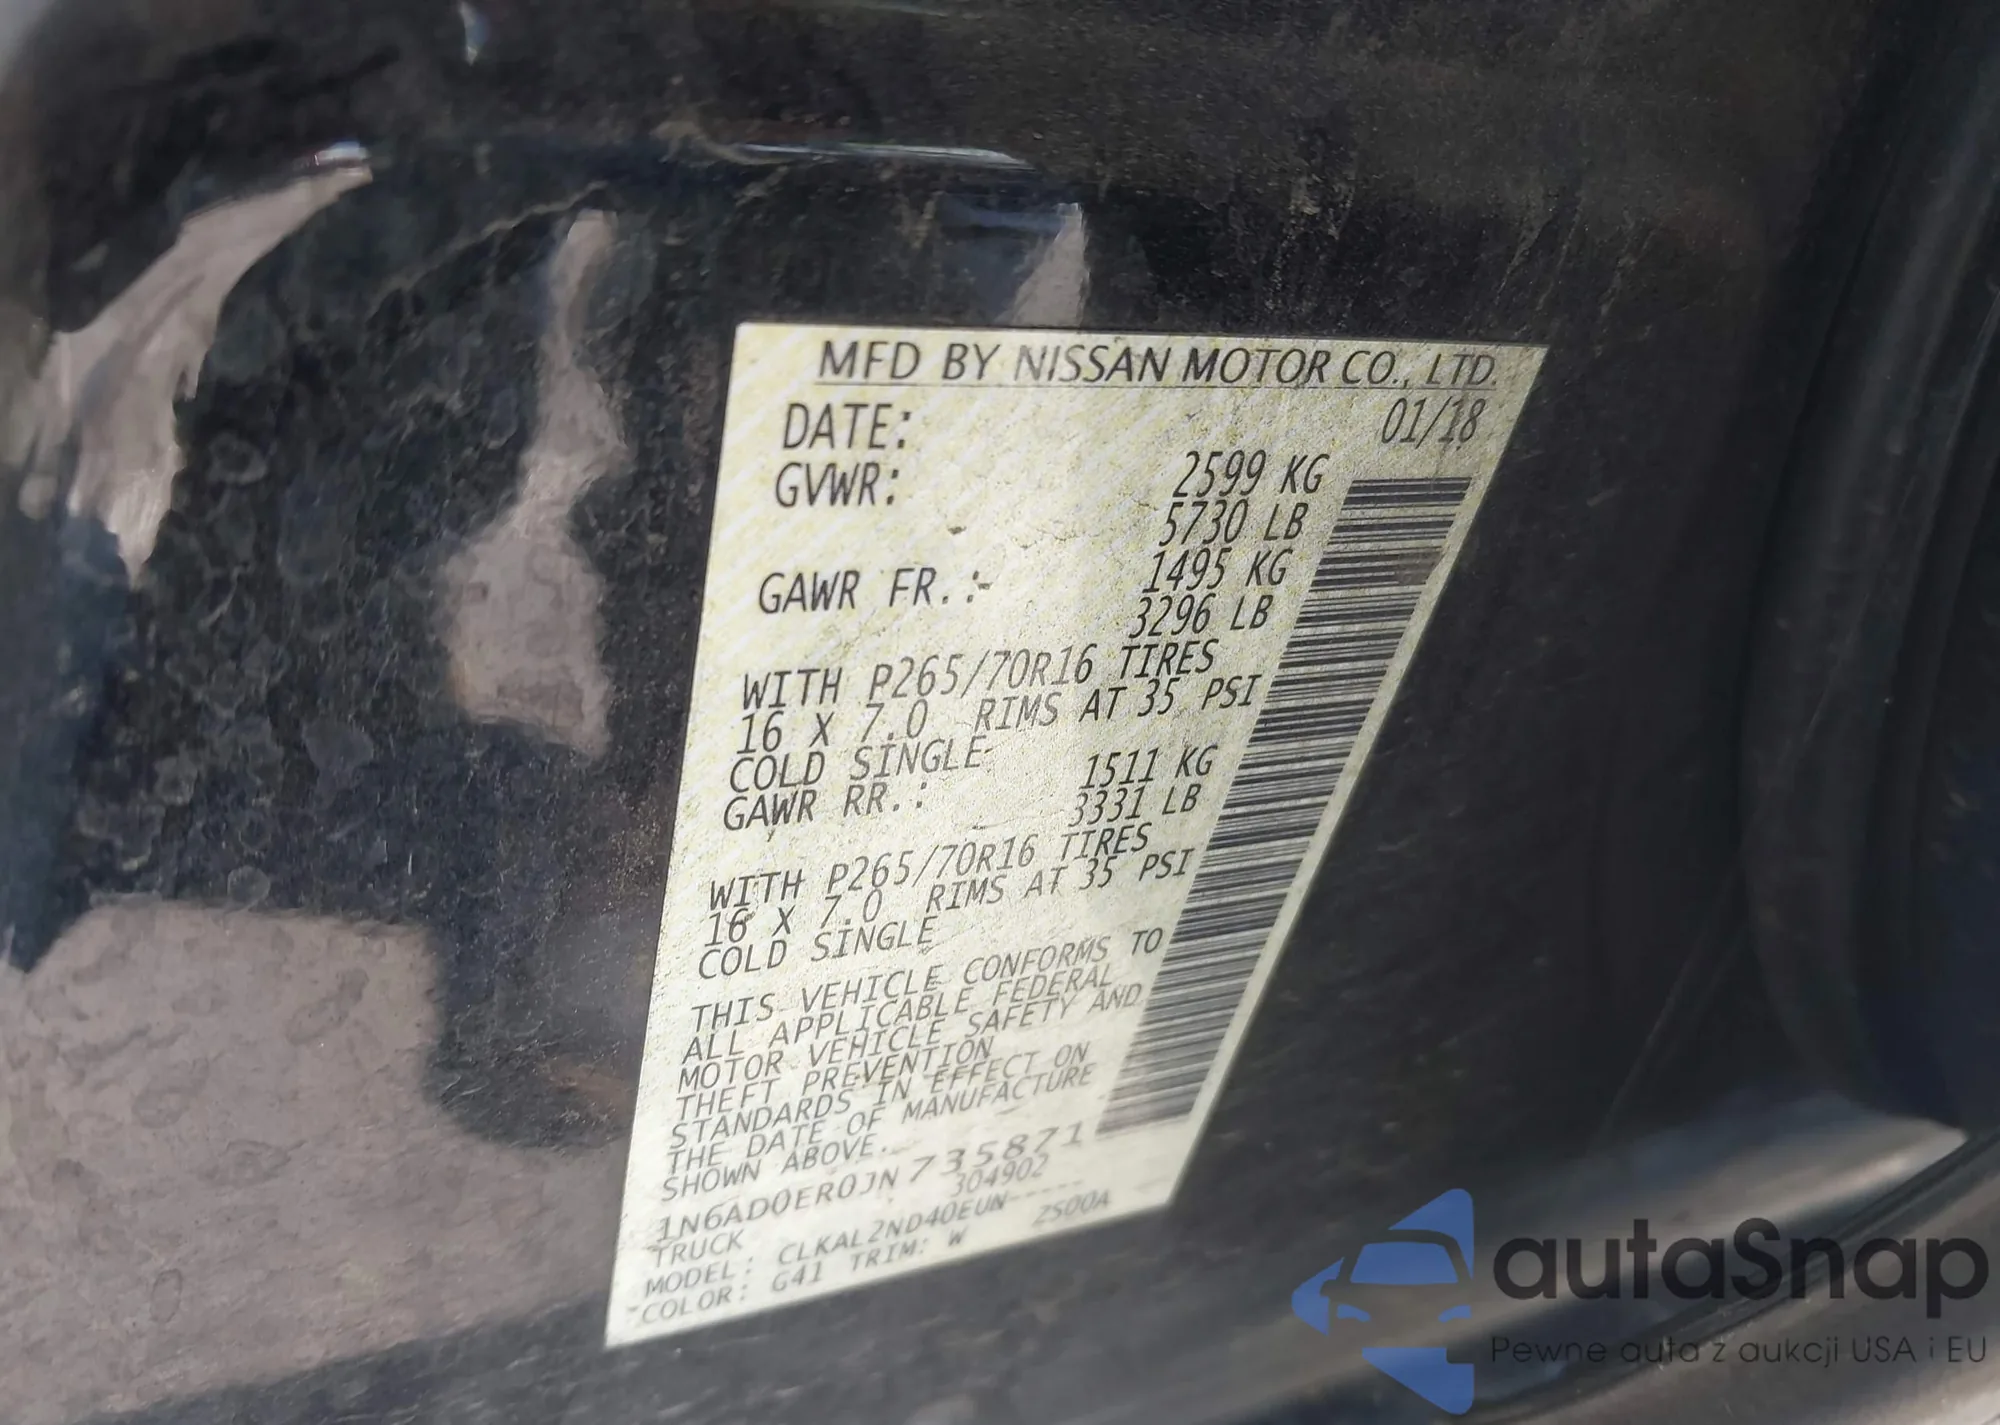 MFD BY NISSAN MOTOR CO., LTD.
DATE: 01/18
GVWR: 2599 KG
5730 LB
GAWR FR.: 1495 KG
3296 LB
WITH P265/70R16 TIRES
16 X 7.0 RIMS AT 35 PSI
COLD SINGLE
GAWR RR.: 1511 KG
3331 LB
WITH P265/70R16 TIRES
16 X 7.0 RIMS AT 35 PSI
COLD SINGLE
THIS VEHICLE CONFORMS TO
ALL APPLICABLE FEDERAL
MOTOR VEHICLE SAFETY AND
THEFT PREVENTION
STANDARDS IN EFFECT ON
THE DATE OF MANUFACTURE
SHOWN ABOVE.
1N6AD0ER0JN735871
TRUCK 304902
MODEL: CLKAL2ND40EUN-----
COLOR: G41 TRIM: W ZS00A
autaSnap
Pewne auta z aukcji USA i EU